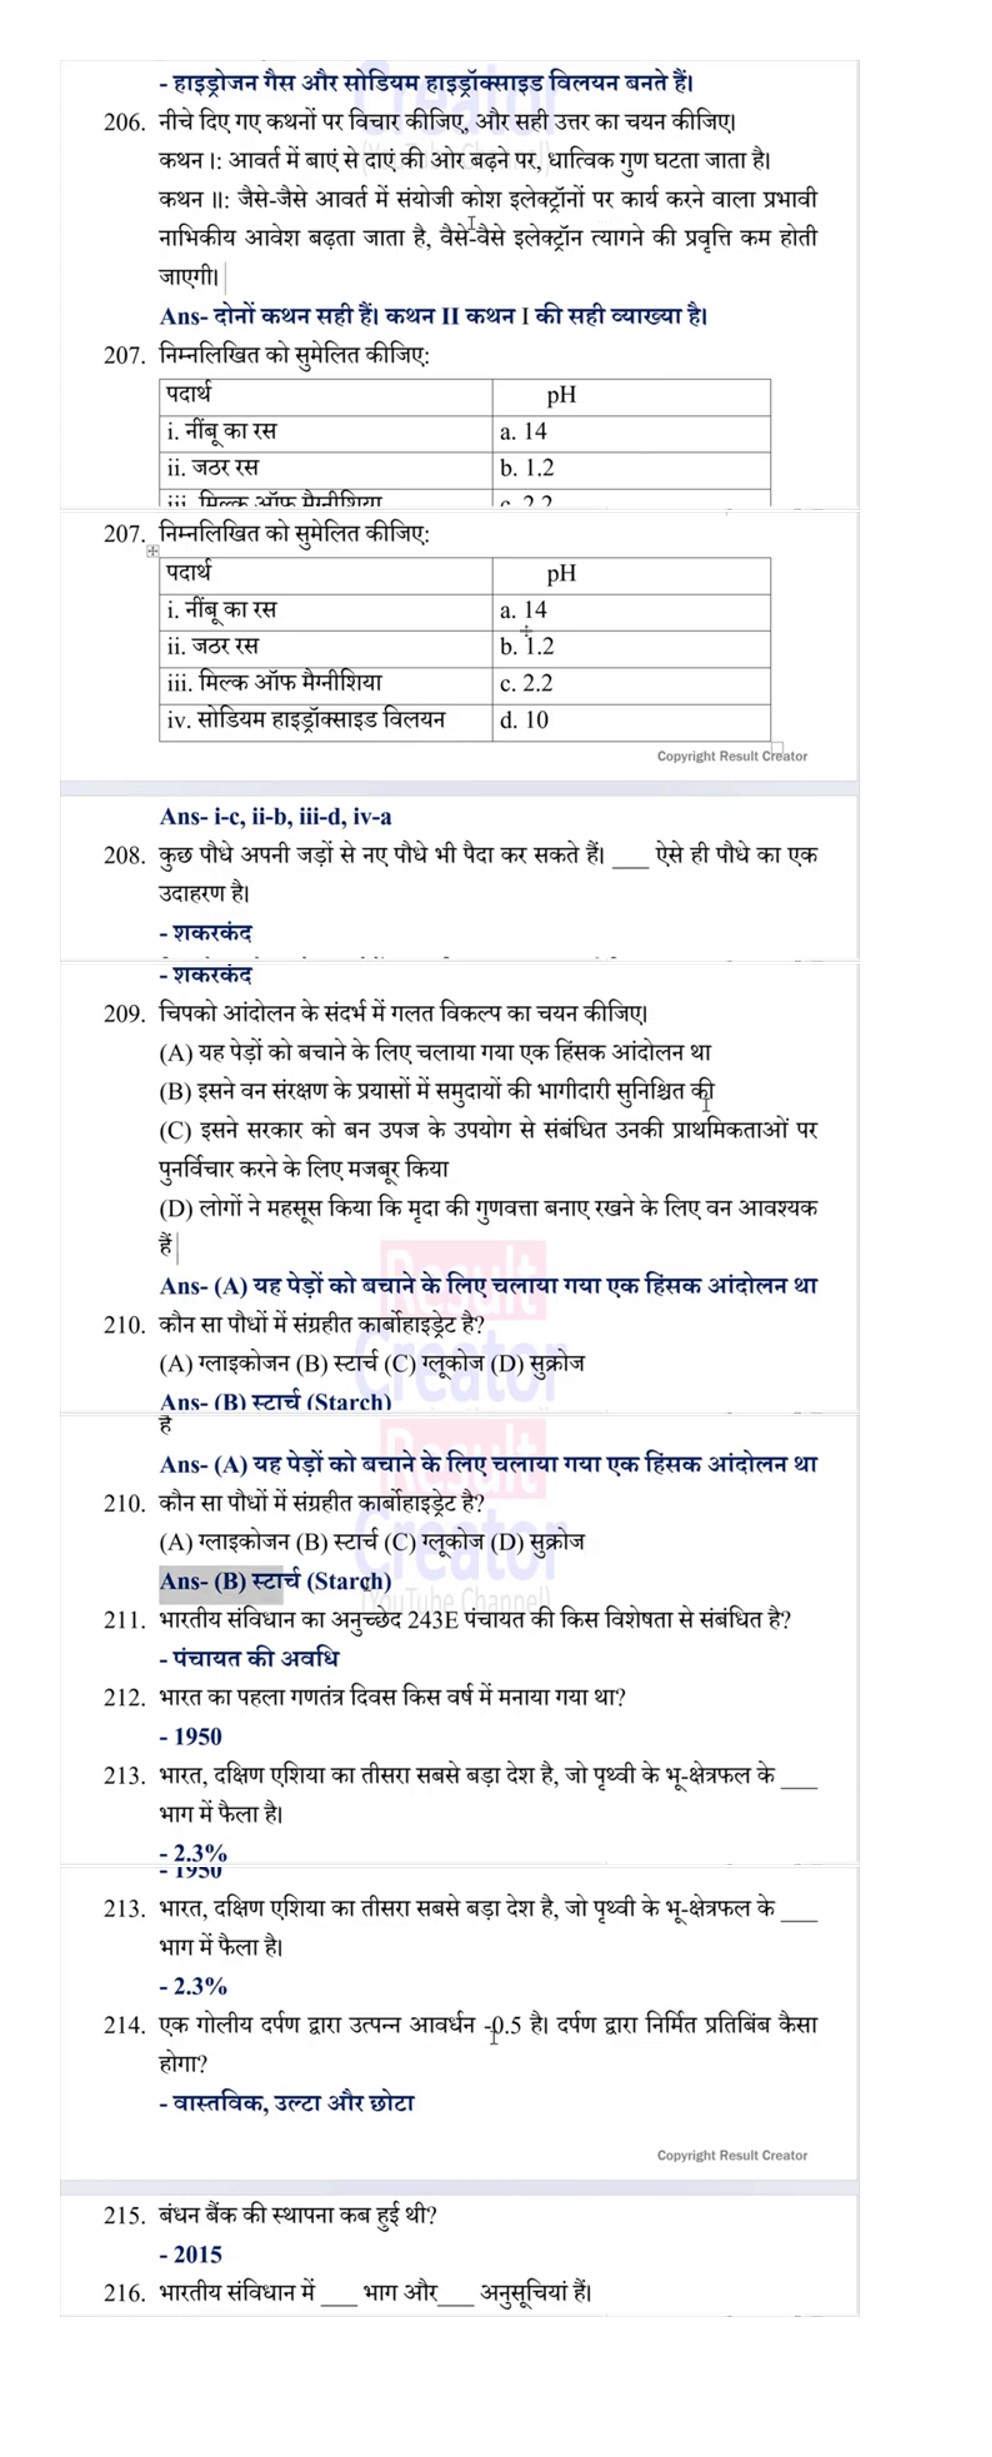 - हाइड्रोजन गैस और सोडियम हाइड्रॉक्साइड विलयन बनते हैं।
206. नीचे दिए गए कथनों पर विचार कीजिए, और सही उत्तर का चयन कीजिए।
कथन I: आवर्त में बाएं से दाएं की ओर बढ़ने पर, धात्विक गुण घटता जाता है।
कथन II: जैसे-जैसे आवर्त में संयोजी कोश इलेक्ट्रॉनों पर कार्य करने वाला प्रभावी
नाभिकीय आवेश बढ़ता जाता है, वैसे-वैसे इलेक्ट्रॉन त्यागने की प्रवृत्ति कम होती
जाएगी।
Ans- दोनों कथन सही हैं। कथन II कथन I की सही व्याख्या है।
207. निम्नलिखित को सुमेलित कीजिए:
पदार्थ pH
i. नींबू का रस a. 14
ii. जठर रस b. 1.2
iii. मिल्क ऑफ मैग्नीशिया c. 2.2
207. निम्नलिखित को सुमेलित कीजिए:
पदार्थ pH
i. नींबू का रस a. 14
ii. जठर रस b. 1.2
iii. मिल्क ऑफ मैग्नीशिया c. 2.2
iv. सोडियम हाइड्रॉक्साइड विलयन d. 10
Copyright Result Creator
Ans- i-c, ii-b, iii-d, iv-a
208. कुछ पौधे अपनी जड़ों से नए पौधे भी पैदा कर सकते हैं। ___ ऐसे ही पौधे का एक
उदाहरण है।
- शकरकंद
- शकरकंद
209. चिपको आंदोलन के संदर्भ में गलत विकल्प का चयन कीजिए।
(A) यह पेड़ों को बचाने के लिए चलाया गया एक हिंसक आंदोलन था
(B) इसने वन संरक्षण के प्रयासों में समुदायों की भागीदारी सुनिश्चित की
(C) इसने सरकार को बन उपज के उपयोग से संबंधित उनकी प्राथमिकताओं पर
पुनर्विचार करने के लिए मजबूर किया
(D) लोगों ने महसूस किया कि मृदा की गुणवत्ता बनाए रखने के लिए वन आवश्यक
हैं
Ans- (A) यह पेड़ों को बचाने के लिए चलाया गया एक हिंसक आंदोलन था
210. कौन सा पौधों में संग्रहीत कार्बोहाइड्रेट है?
(A) ग्लाइकोजन (B) स्टार्च (C) ग्लूकोज (D) सुक्रोज
Ans- (B) स्टार्च (Starch)
हैं
Ans- (A) यह पेड़ों को बचाने के लिए चलाया गया एक हिंसक आंदोलन था
210. कौन सा पौधों में संग्रहीत कार्बोहाइड्रेट है?
(A) ग्लाइकोजन (B) स्टार्च (C) ग्लूकोज (D) सुक्रोज
Ans- (B) स्टार्च (Starch)
(YouTube Channel)
211. भारतीय संविधान का अनुच्छेद 243E पंचायत की किस विशेषता से संबंधित है?
- पंचायत की अवधि
212. भारत का पहला गणतंत्र दिवस किस वर्ष में मनाया गया था?
- 1950
213. भारत, दक्षिण एशिया का तीसरा सबसे बड़ा देश है, जो पृथ्वी के भू-क्षेत्रफल के ___
भाग में फैला है।
- 2.3%
- 1950
213. भारत, दक्षिण एशिया का तीसरा सबसे बड़ा देश है, जो पृथ्वी के भू-क्षेत्रफल के ___
भाग में फैला है।
- 2.3%
214. एक गोलीय दर्पण द्वारा उत्पन्न आवर्धन -0.5 है। दर्पण द्वारा निर्मित प्रतिबिंब कैसा
होगा?
- वास्तविक, उल्टा और छोटा
Copyright Result Creator
215. बंधन बैंक की स्थापना कब हुई थी?
- 2015
216. भारतीय संविधान में ___ भाग और ___ अनुसूचियां हैं।